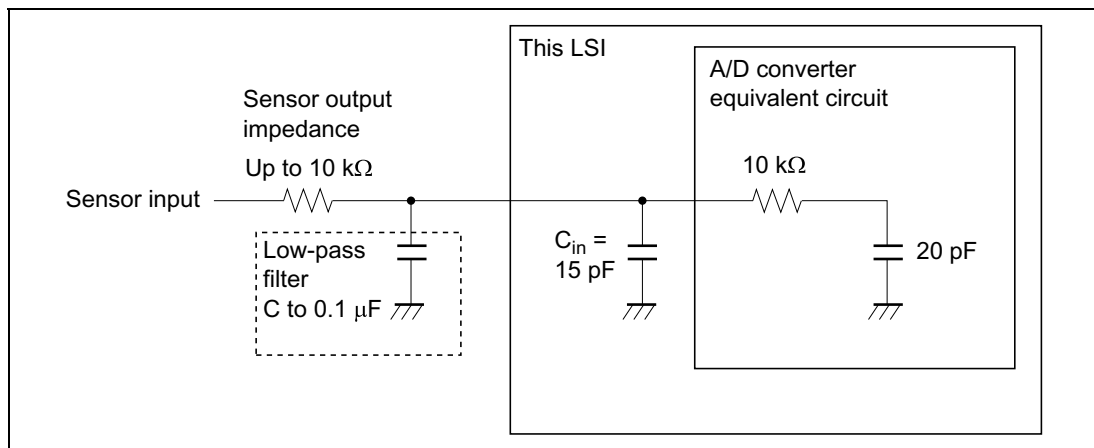 This LSI
A/D converter
equivalent circuit
Sensor output
impedance
Up to 10 kΩ
10 kΩ
Sensor input
Low-pass
filter
C to 0.1 μF
Cin =
15 pF
20 pF